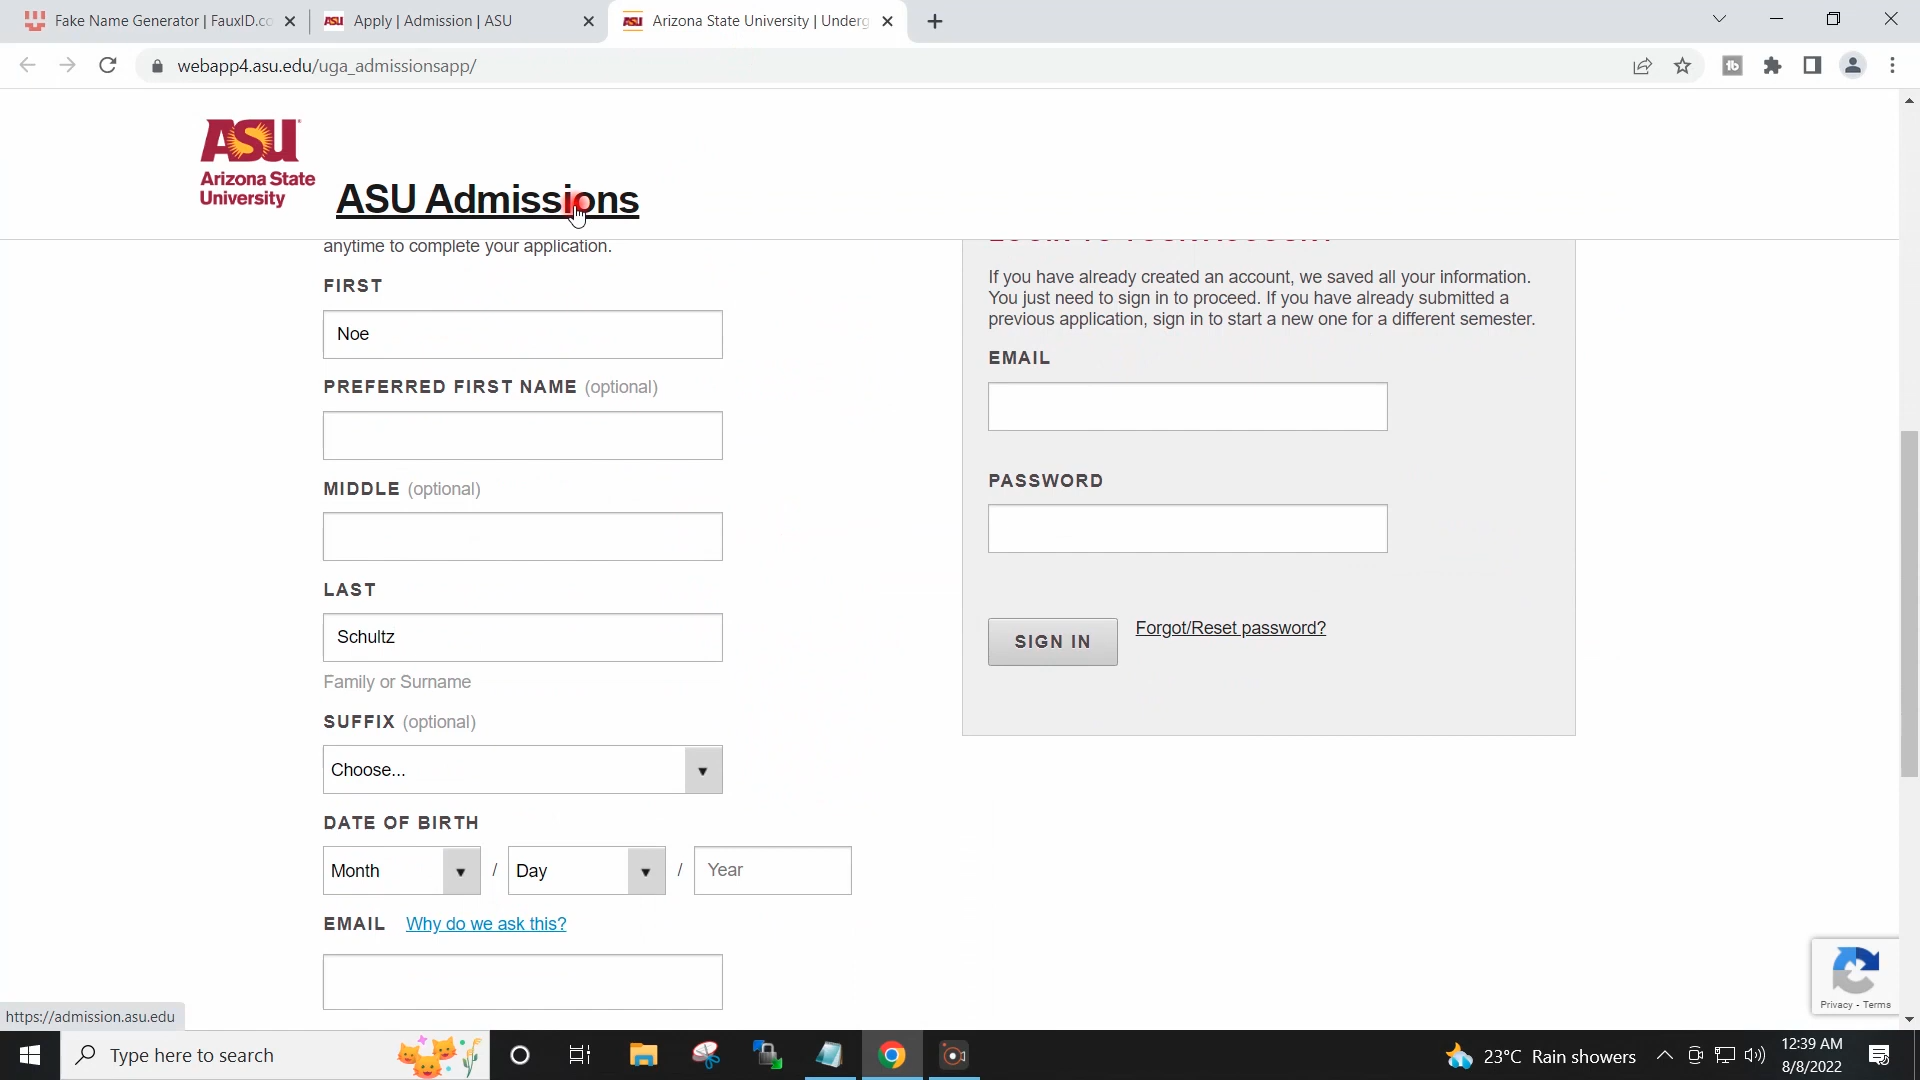 Fake Name Generator | FauxID.co
Apply | Admission | ASU
Arizona State University | Underg
webapp4.asu.edu/uga_admissionsapp/
ASU
Arizona State
University
ASU Admissions
anytime to complete your application.
FIRST
Noe
PREFERRED FIRST NAME (optional)
MIDDLE (optional)
LAST
Schultz
Family or Surname
SUFFIX (optional)
Choose...
DATE OF BIRTH
Month / Day / Year
EMAIL Why do we ask this?
If you have already created an account, we saved all your information.
You just need to sign in to proceed. If you have already submitted a
previous application, sign in to start a new one for a different semester.
EMAIL
PASSWORD
SIGN IN
Forgot/Reset password?
Privacy - Terms
https://admission.asu.edu
Type here to search
23°C Rain showers
12:39 AM
8/8/2022